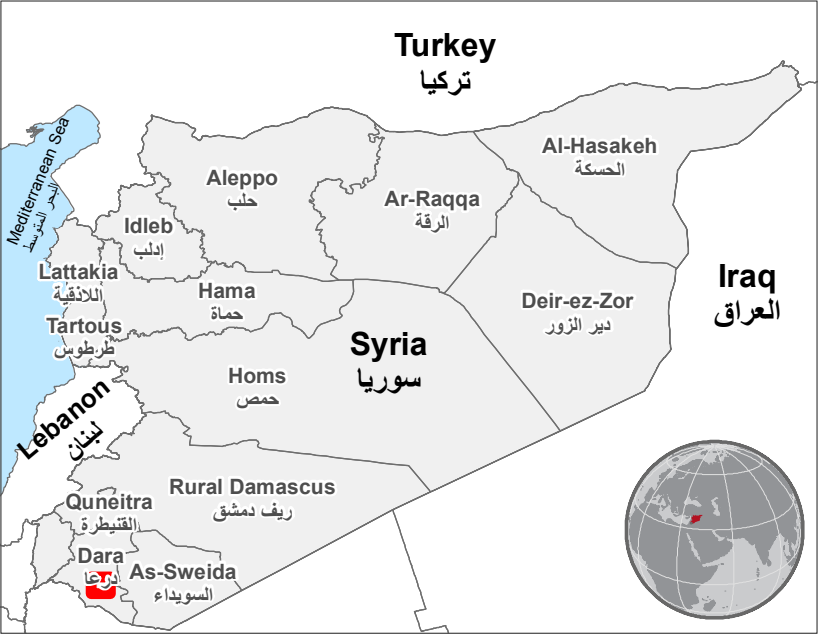 Turkey
تركيا
Mediterranean Sea
البحر المتوسط
Al-Hasakeh
الحسكة
Aleppo
حلب
Ar-Raqqa
الرقة
Idleb
إدلب
Lattakia
اللاذقية
Hama
حماة
Deir-ez-Zor
دير الزور
Iraq
العراق
Tartous
طرطوس
Syria
سوريا
Homs
حمص
Lebanon
لبنان
Rural Damascus
ريف دمشق
Quneitra
القنيطرة
Dara
درعا
As-Sweida
السويداء